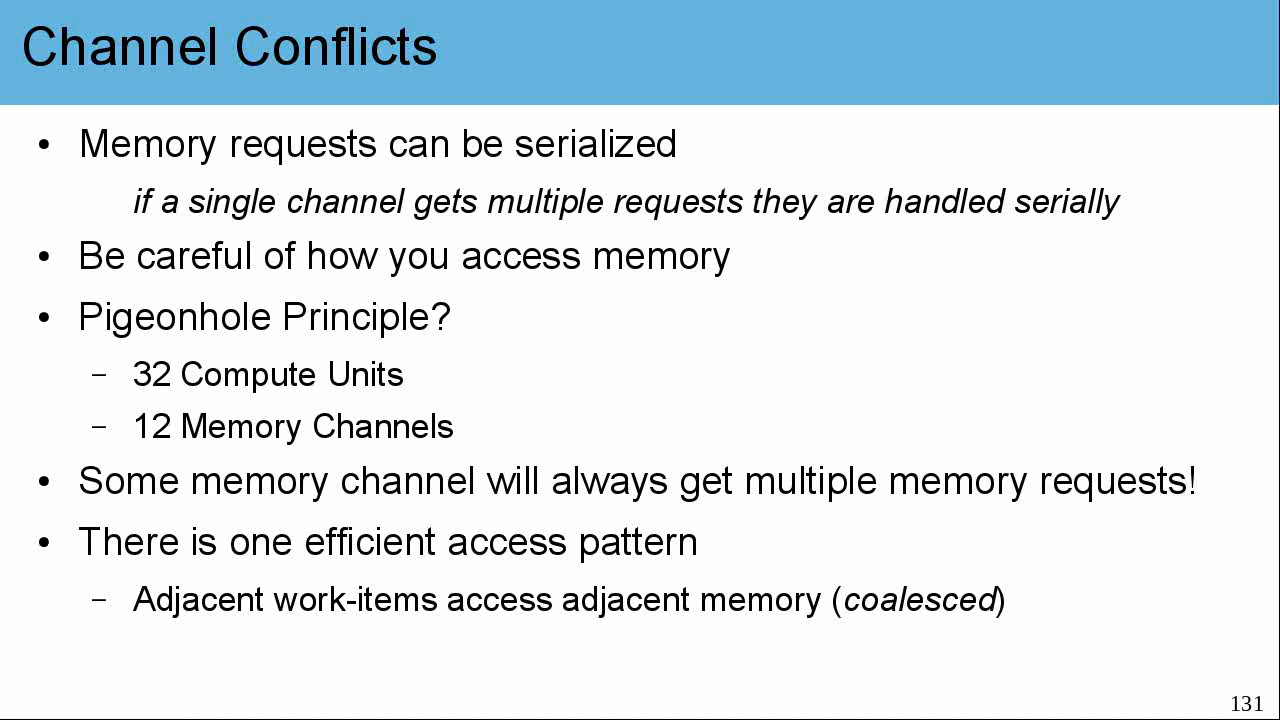 Channel Conflicts
• Memory requests can be serialized
if a single channel gets multiple requests they are handled serially
• Be careful of how you access memory
• Pigeonhole Principle?
– 32 Compute Units
– 12 Memory Channels
• Some memory channel will always get multiple memory requests!
• There is one efficient access pattern
– Adjacent work-items access adjacent memory (coalesced)
131